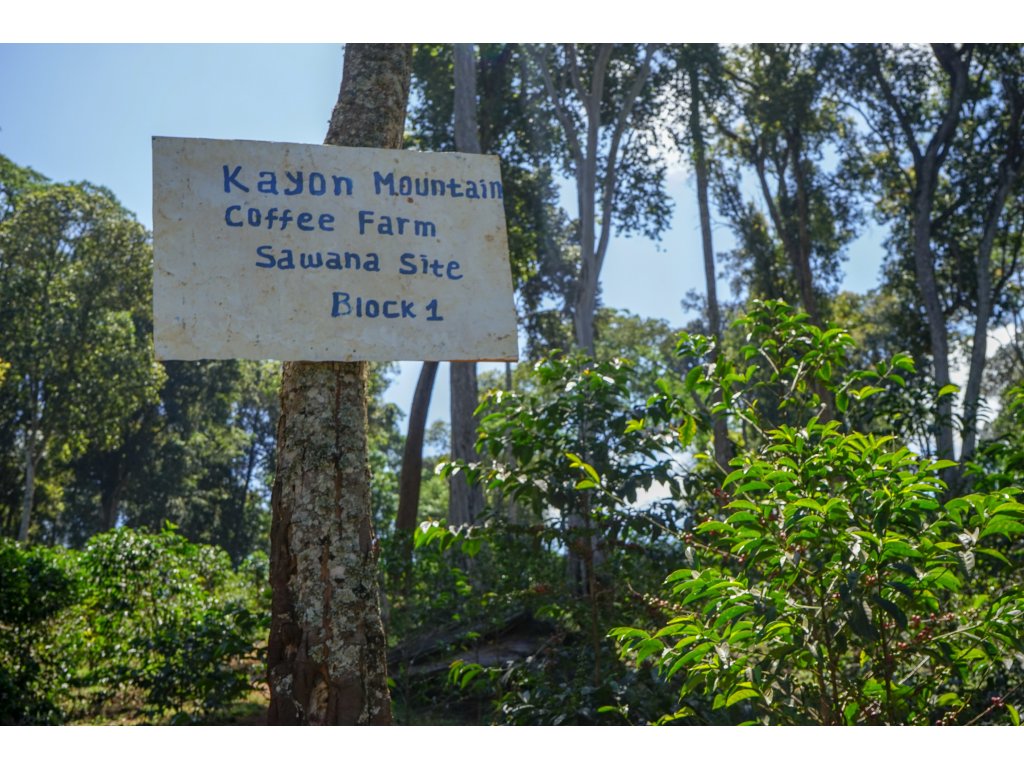 Kayon Mountain
Coffee Farm
Sawana Site
Block 1